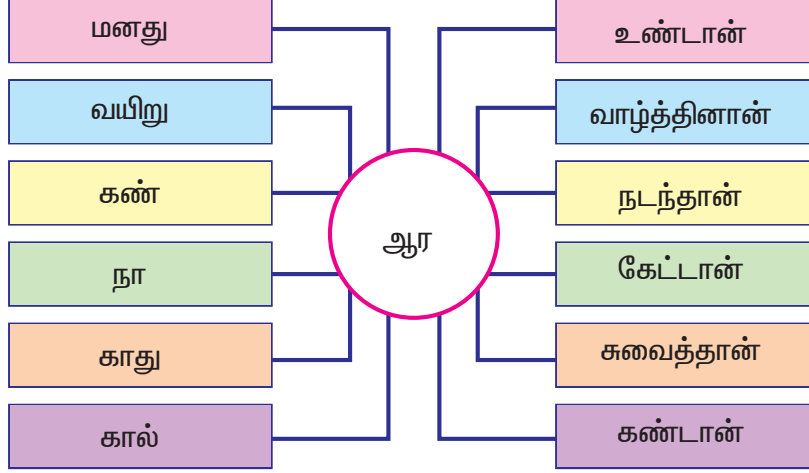 மனது
வயிறு
கண்
நா
காது
கால்
ஆர
உண்டான்
வாழ்த்தினான்
நடந்தான்
கேட்டான்
சுவைத்தான்
கண்டான்